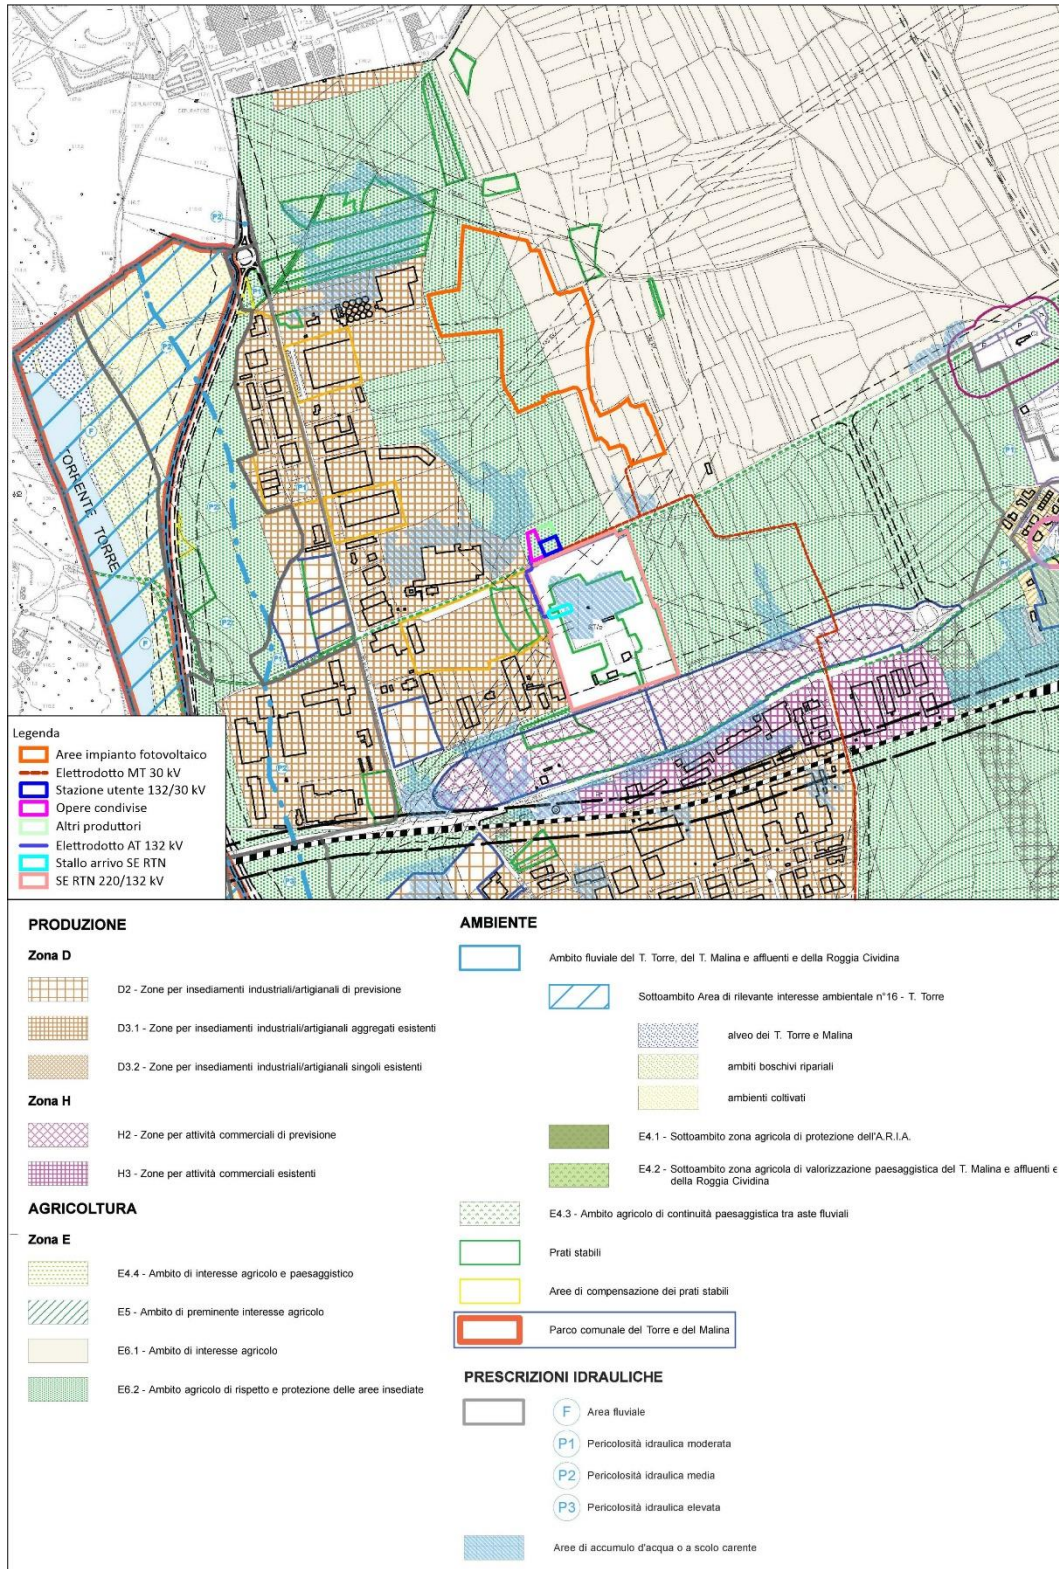 P2
P1
P2
F
P1
P1
P2
TORRENTE TORRE
F
P2
P2
P3
Legenda
Aree impianto fotovoltaico
Elettrodotto MT 30 kV
Stazione utente 132/30 kV
Opere condivise
Altri produttori
Elettrodotto AT 132 kV
Stallo arrivo SE RTN
SE RTN 220/132 kV
PRODUZIONE
Zona D
D2 - Zone per insediamenti industriali/artigianali di previsione
D3.1 - Zone per insediamenti industriali/artigianali aggregati esistenti
D3.2 - Zone per insediamenti industriali/artigianali singoli esistenti
Zona H
H2 - Zone per attività commerciali di previsione
H3 - Zone per attività commerciali esistenti
AGRICOLTURA
Zona E
E4.4 - Ambito di interesse agricolo e paesaggistico
E5 - Ambito di preminente interesse agricolo
E6.1 - Ambito di interesse agricolo
E6.2 - Ambito agricolo di rispetto e protezione delle aree insediate
AMBIENTE
Ambito fluviale del T. Torre, del T. Malina e affluenti e della Roggia Cividina
Sottoambito Area di rilevante interesse ambientale n°16 - T. Torre
alveo dei T. Torre e Malina
ambiti boschivi ripariali
ambienti coltivati
E4.1 - Sottoambito zona agricola di protezione dell'A.R.I.A.
E4.2 - Sottoambito zona agricola di valorizzazione paesaggistica del T. Malina e affluenti e
della Roggia Cividina
E4.3 - Ambito agricolo di continuità paesaggistica tra aste fluviali
Prati stabili
Aree di compensazione dei prati stabili
Parco comunale del Torre e del Malina
PRESCRIZIONI IDRAULICHE
F Area fluviale
P1 Pericolosità idraulica moderata
P2 Pericolosità idraulica media
P3 Pericolosità idraulica elevata
Aree di accumulo d'acqua o a scolo carente